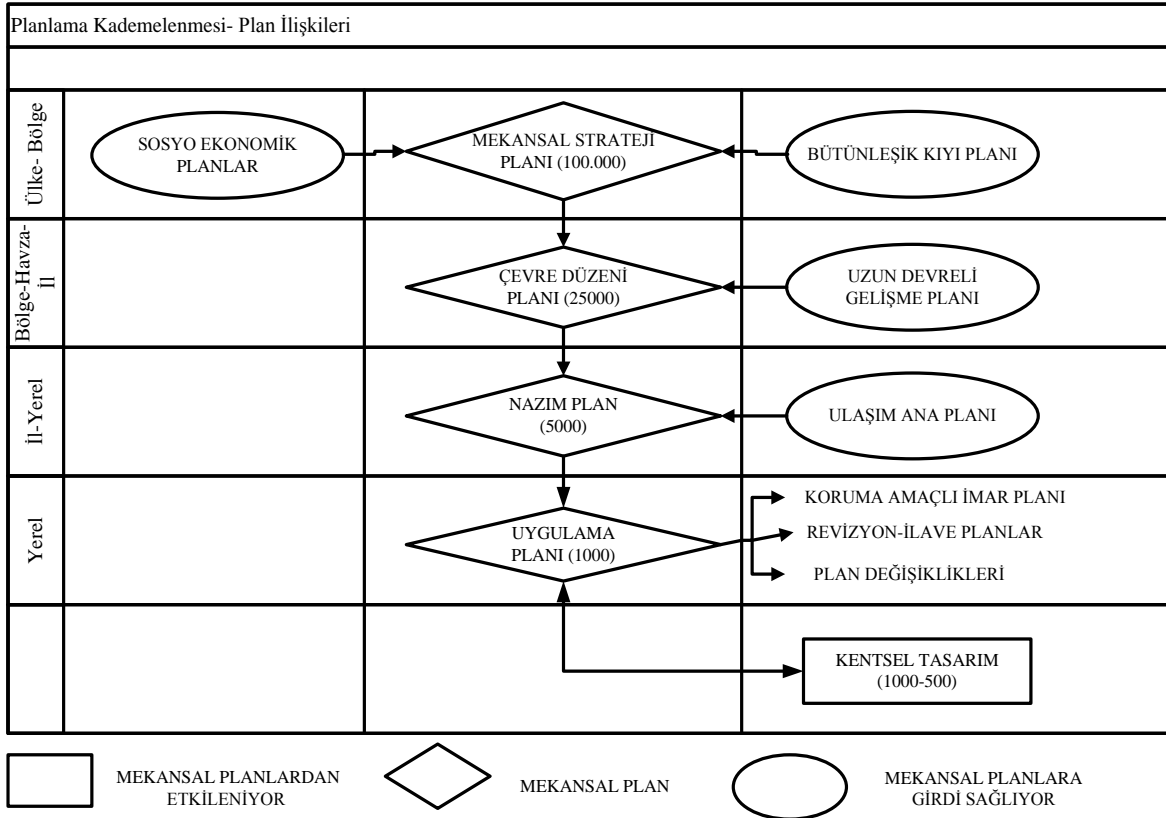 Planlama Kademelenmesi- Plan İlişkileri
Ülke- Bölge
SOSYO EKONOMİK
PLANLAR
MEKANSAL STRATEJİ
PLANI (100.000)
BÜTÜNLEŞİK KIYI PLANI
Bölge-Havza-
İl
ÇEVRE DÜZENİ
PLANI (25000)
UZUN DEVRELİ
GELİŞME PLANI
İl-Yerel
NAZIM PLAN
(5000)
ULAŞIM ANA PLANI
Yerel
UYGULAMA
PLANI (1000)
KORUMA AMAÇLI İMAR PLANI
REVİZYON-İLAVE PLANLAR
PLAN DEĞİŞİKLİKLERİ
KENTSEL TASARIM
(1000-500)
MEKANSAL PLANLARDAN
ETKİLENİYOR
MEKANSAL PLAN
MEKANSAL PLANLARA
GİRDİ SAĞLIYOR